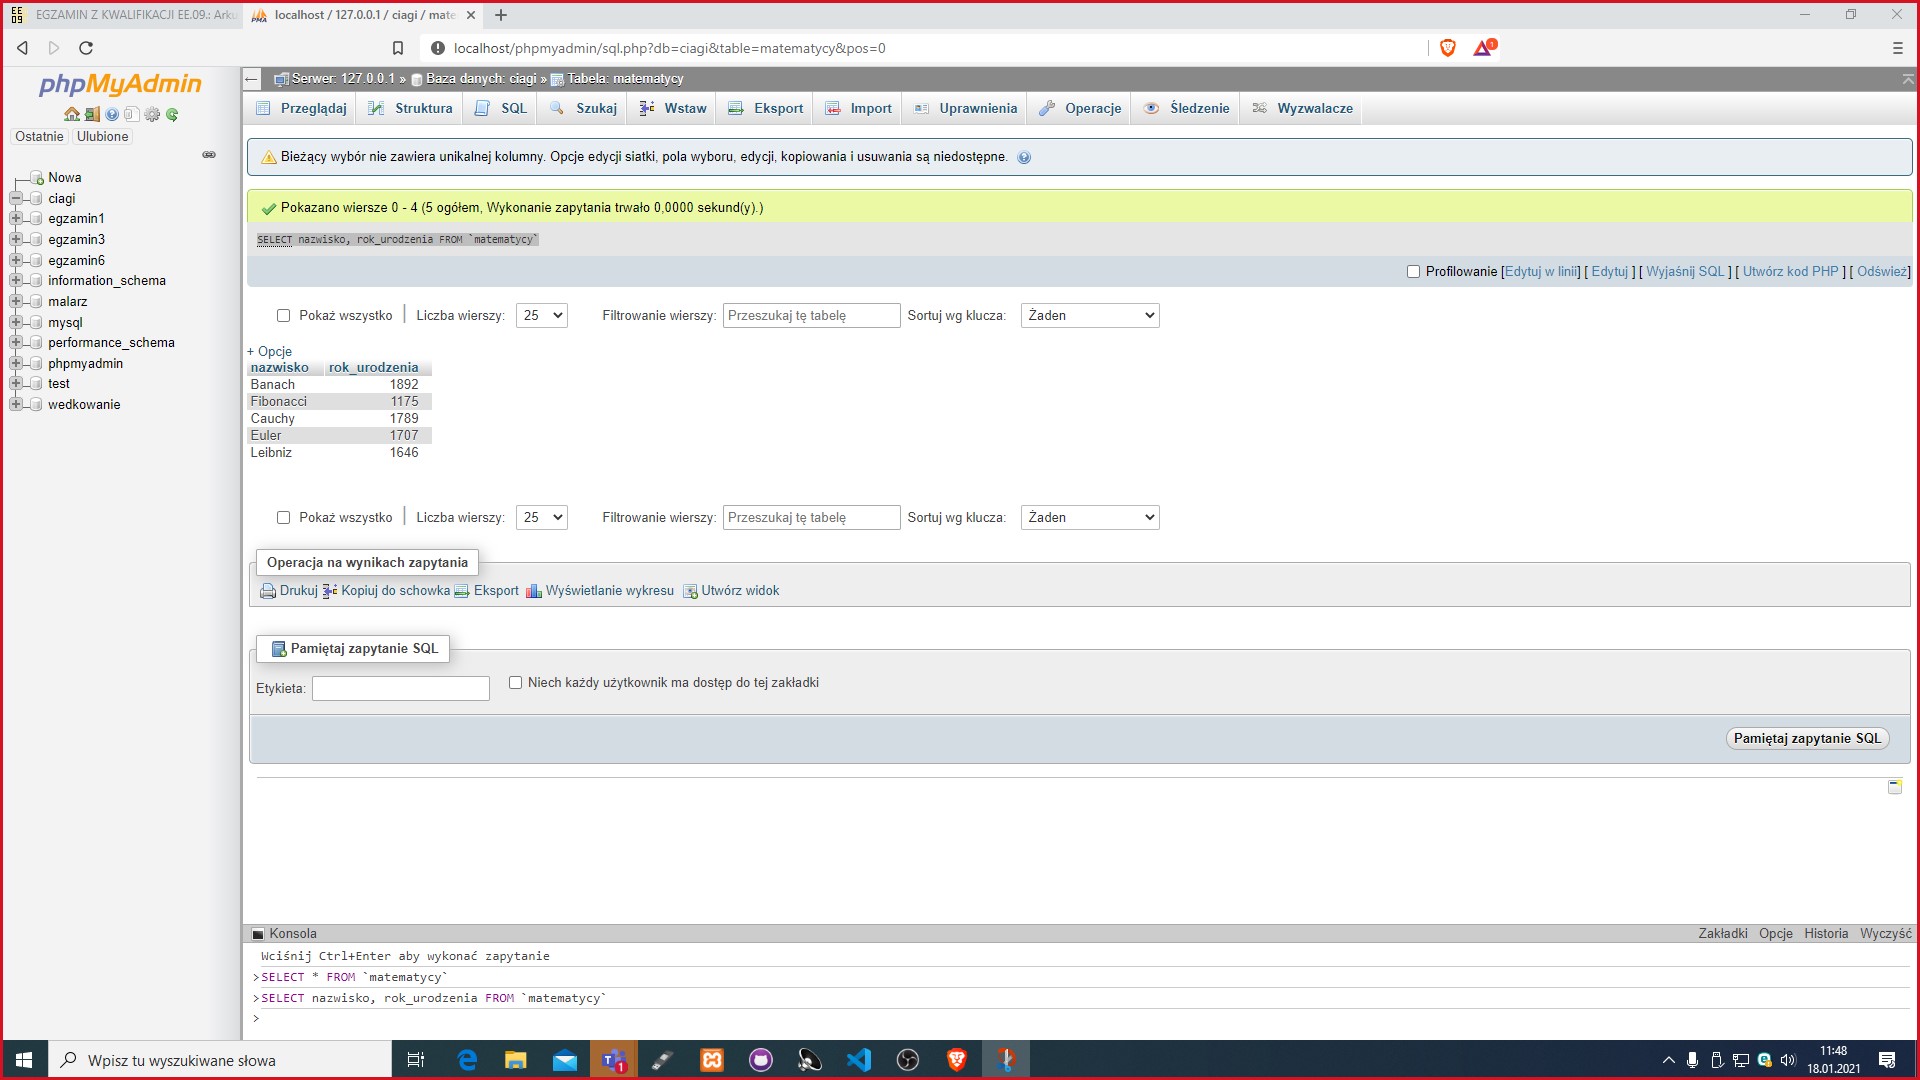 EE 09
EGZAMIN Z KWALIFIKACJI EE.09.: Arku
PMA
localhost / 127.0.0.1 / ciagi / mate
localhost/phpmyadmin/sql.php?db=ciagi&table=matematycy&pos=0
1
phpMyAdmin
Ostatnie
Ulubione
Nowa
ciagi
egzamin1
egzamin3
egzamin6
information_schema
malarz
mysql
performance_schema
phpmyadmin
test
wedkowanie
Serwer: 127.0.0.1 » Baza danych: ciagi » Tabela: matematycy
Przeglądaj Struktura SQL Szukaj Wstaw Eksport Import Uprawnienia Operacje Śledzenie Wyzwalacze
Bieżący wybór nie zawiera unikalnej kolumny. Opcje edycji siatki, pola wyboru, edycji, kopiowania i usuwania są niedostępne.
Pokazano wiersze 0 - 4 (5 ogółem, Wykonanie zapytania trwało 0,0000 sekund(y).)
SELECT nazwisko, rok_urodzenia FROM `matematycy`
Profilowanie [Edytuj w linii] [ Edytuj ] [ Wyjaśnij SQL ] [ Utwórz kod PHP ] [ Odśwież]
Pokaż wszystko | Liczba wierszy: 25 Filtrowanie wierszy: Przeszukaj tę tabelę Sortuj wg klucza: Żaden
+ Opcje
nazwisko rok_urodzenia
Banach 1892
Fibonacci 1175
Cauchy 1789
Euler 1707
Leibniz 1646
Pokaż wszystko | Liczba wierszy: 25 Filtrowanie wierszy: Przeszukaj tę tabelę Sortuj wg klucza: Żaden
Operacja na wynikach zapytania
Drukuj Kopiuj do schowka Eksport Wyświetlanie wykresu Utwórz widok
Pamiętaj zapytanie SQL
Etykieta: Niech każdy użytkownik ma dostęp do tej zakładki
Pamiętaj zapytanie SQL
Konsola Zakładki Opcje Historia Wyczyść
Wciśnij Ctrl+Enter aby wykonać zapytanie
>SELECT * FROM `matematycy`
>SELECT nazwisko, rok_urodzenia FROM `matematycy`
>
Wpisz tu wyszukiwane słowa
1
11:48
18.01.2021